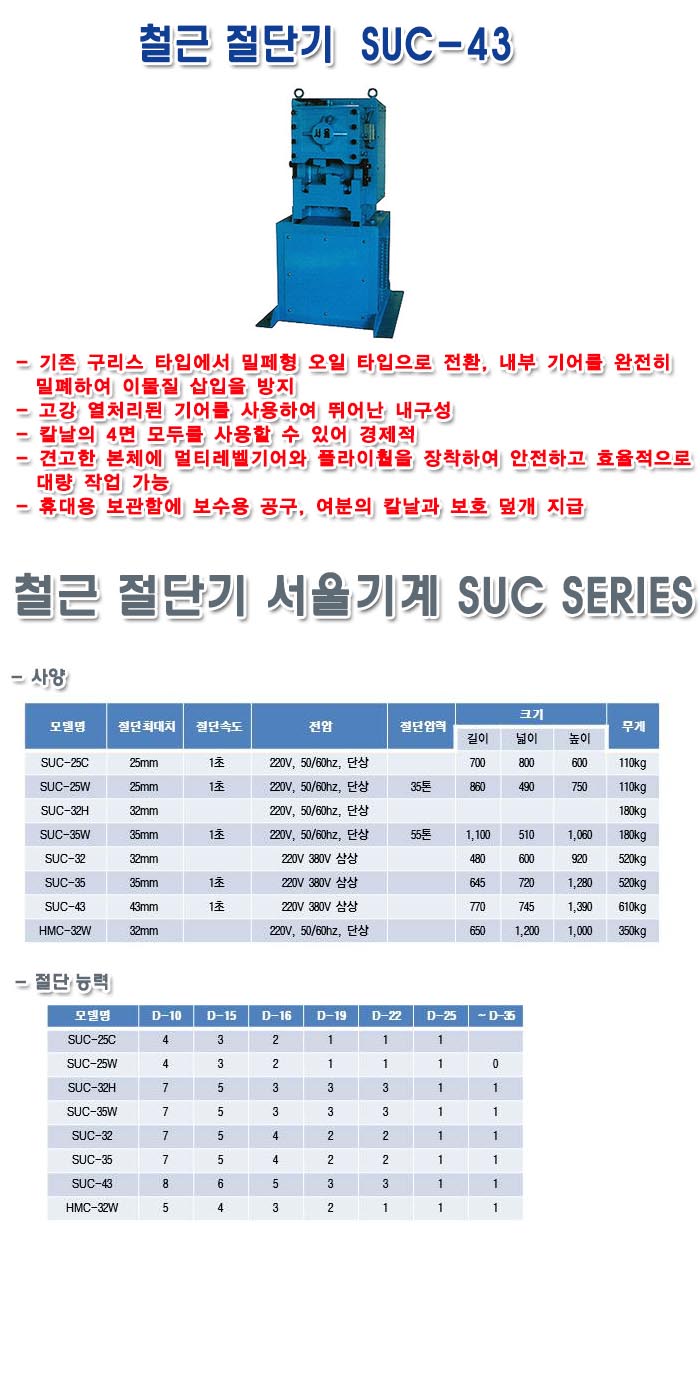 철근 절단기 SUC-43
서울
- 기존 구리스 타입에서 밀폐형 오일 타입으로 전환, 내부 기어를 완전히
밀폐하여 이물질 삽입을 방지
- 고강 열처리된 기어를 사용하여 뛰어난 내구성
- 칼날의 4면 모두를 사용할 수 있어 경제적
- 견고한 본체에 멀티레벨기어와 플라이휠을 장착하여 안전하고 효율적으로
대량 작업 가능
- 휴대용 보관함에 보수용 공구, 여분의 칼날과 보호 덮개 지급
철근 절단기 서울기계 SUC SERIES
- 사양
모델명 절단최대치 절단속도 전압 절단압력 크기 무게
길이 넓이 높이
SUC-25C 25mm 1초 220V, 50/60hz, 단상 700 800 600 110kg
SUC-25W 25mm 1초 220V, 50/60hz, 단상 35톤 860 490 750 110kg
SUC-32H 32mm 220V, 50/60hz, 단상 180kg
SUC-35W 35mm 1초 220V, 50/60hz, 단상 55톤 1,100 510 1,060 180kg
SUC-32 32mm 220V 380V 삼상 480 600 920 520kg
SUC-35 35mm 1초 220V 380V 삼상 645 720 1,280 520kg
SUC-43 43mm 1초 220V 380V 삼상 770 745 1,390 610kg
HMC-32W 32mm 220V, 50/60hz, 단상 650 1,200 1,000 350kg
- 절단 능력
모델명 D-10 D-15 D-16 D-19 D-22 D-25 ~ D-35
SUC-25C 4 3 2 1 1 1
SUC-25W 4 3 2 1 1 1 0
SUC-32H 7 5 3 3 3 1 1
SUC-35W 7 5 3 3 3 1 1
SUC-32 7 5 4 2 2 1 1
SUC-35 7 5 4 2 2 1 1
SUC-43 8 6 5 3 3 1 1
HMC-32W 5 4 3 2 1 1 1